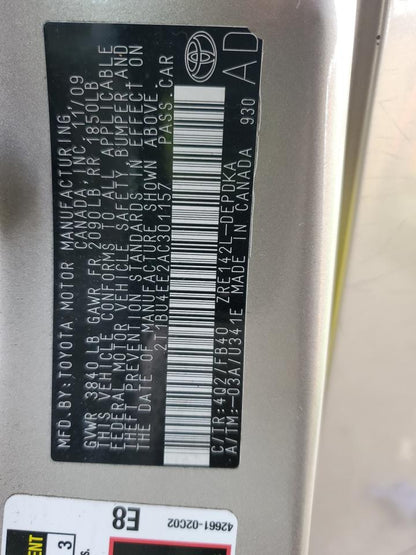 MFD. BY: TOYOTA MOTOR MANUFACTURING,
CANADA, INC. 11/09
GVWR 3840 LB GAWR FR 2090LB RR 1850LB
THIS VEHICLE CONFORMS TO ALL APPLICABLE
FEDERAL MOTOR VEHICLE SAFETY, BUMPER, AND
THEFT PREVENTION STANDARDS IN EFFECT ON
THE DATE OF MANUFACTURE SHOWN ABOVE.
2T1BU4EE2AC301157 PASS. CAR
C/TR: 4Q2/FB40 ZRE142L-DEPDKA
A/TM:-03A/U341E MADE IN CANADA 930
AD
E8
42661-02C02
3
s.